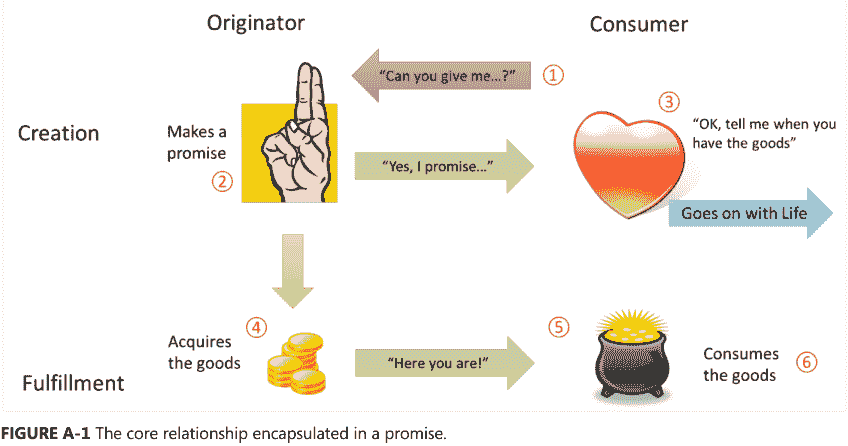 Originator
Consumer
“Can you give me...?”
1
Creation
Makes a
promise
2
“Yes, I promise...”
3
“OK, tell me when you
have the goods”
Goes on with Life
Fulfillment
Acquires
the goods
4
“Here you are!”
5
Consumes
the goods
6
FIGURE A-1 The core relationship encapsulated in a promise.